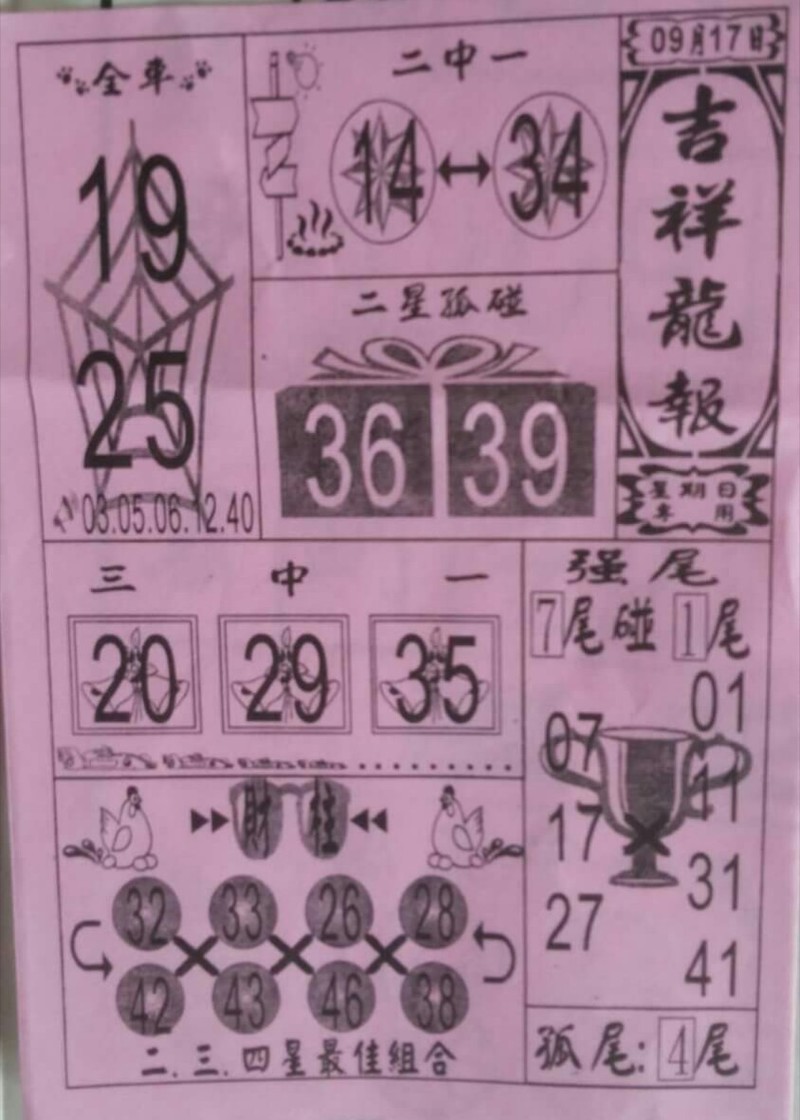 09月17日
吉祥龍報
星期日
專用
全車
19
25
03.05.06.12.40
二中一
14 34
二星孤碰
36 39
三中一
20 29 35
强尾
7尾碰1尾
07 01
17 11
27 31
41
孤尾:4尾
財 柱
32 33 26 28
42 43 46 38
二.三.四星最佳組合